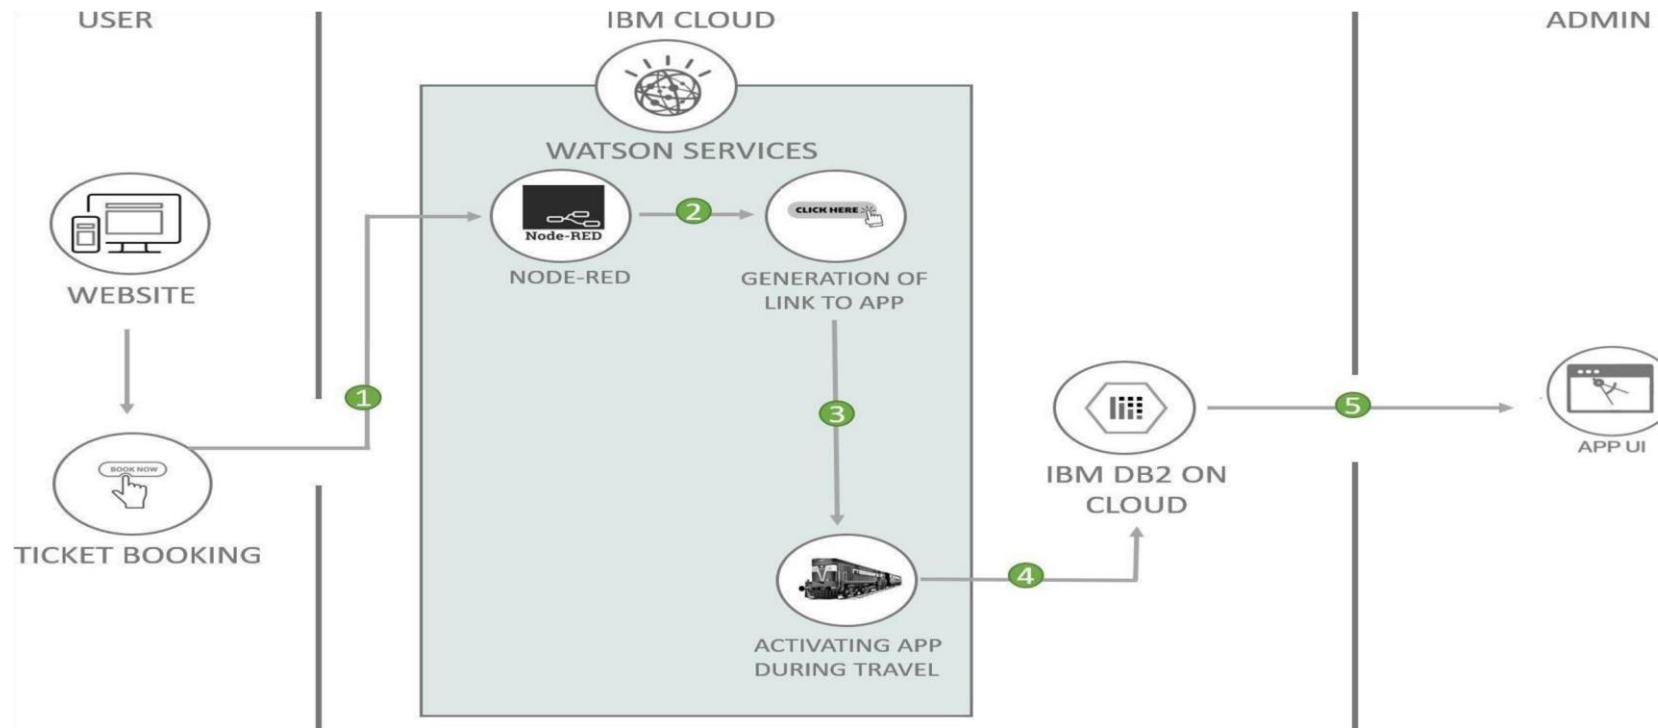 USER
IBM CLOUD
ADMIN
WATSON SERVICES
WEBSITE
BOOK NOW
TICKET BOOKING
1
Node-RED
NODE-RED
2
CLICK HERE
GENERATION OF
LINK TO APP
3
ACTIVATING APP
DURING TRAVEL
4
IBM DB2 ON
CLOUD
5
APP UI